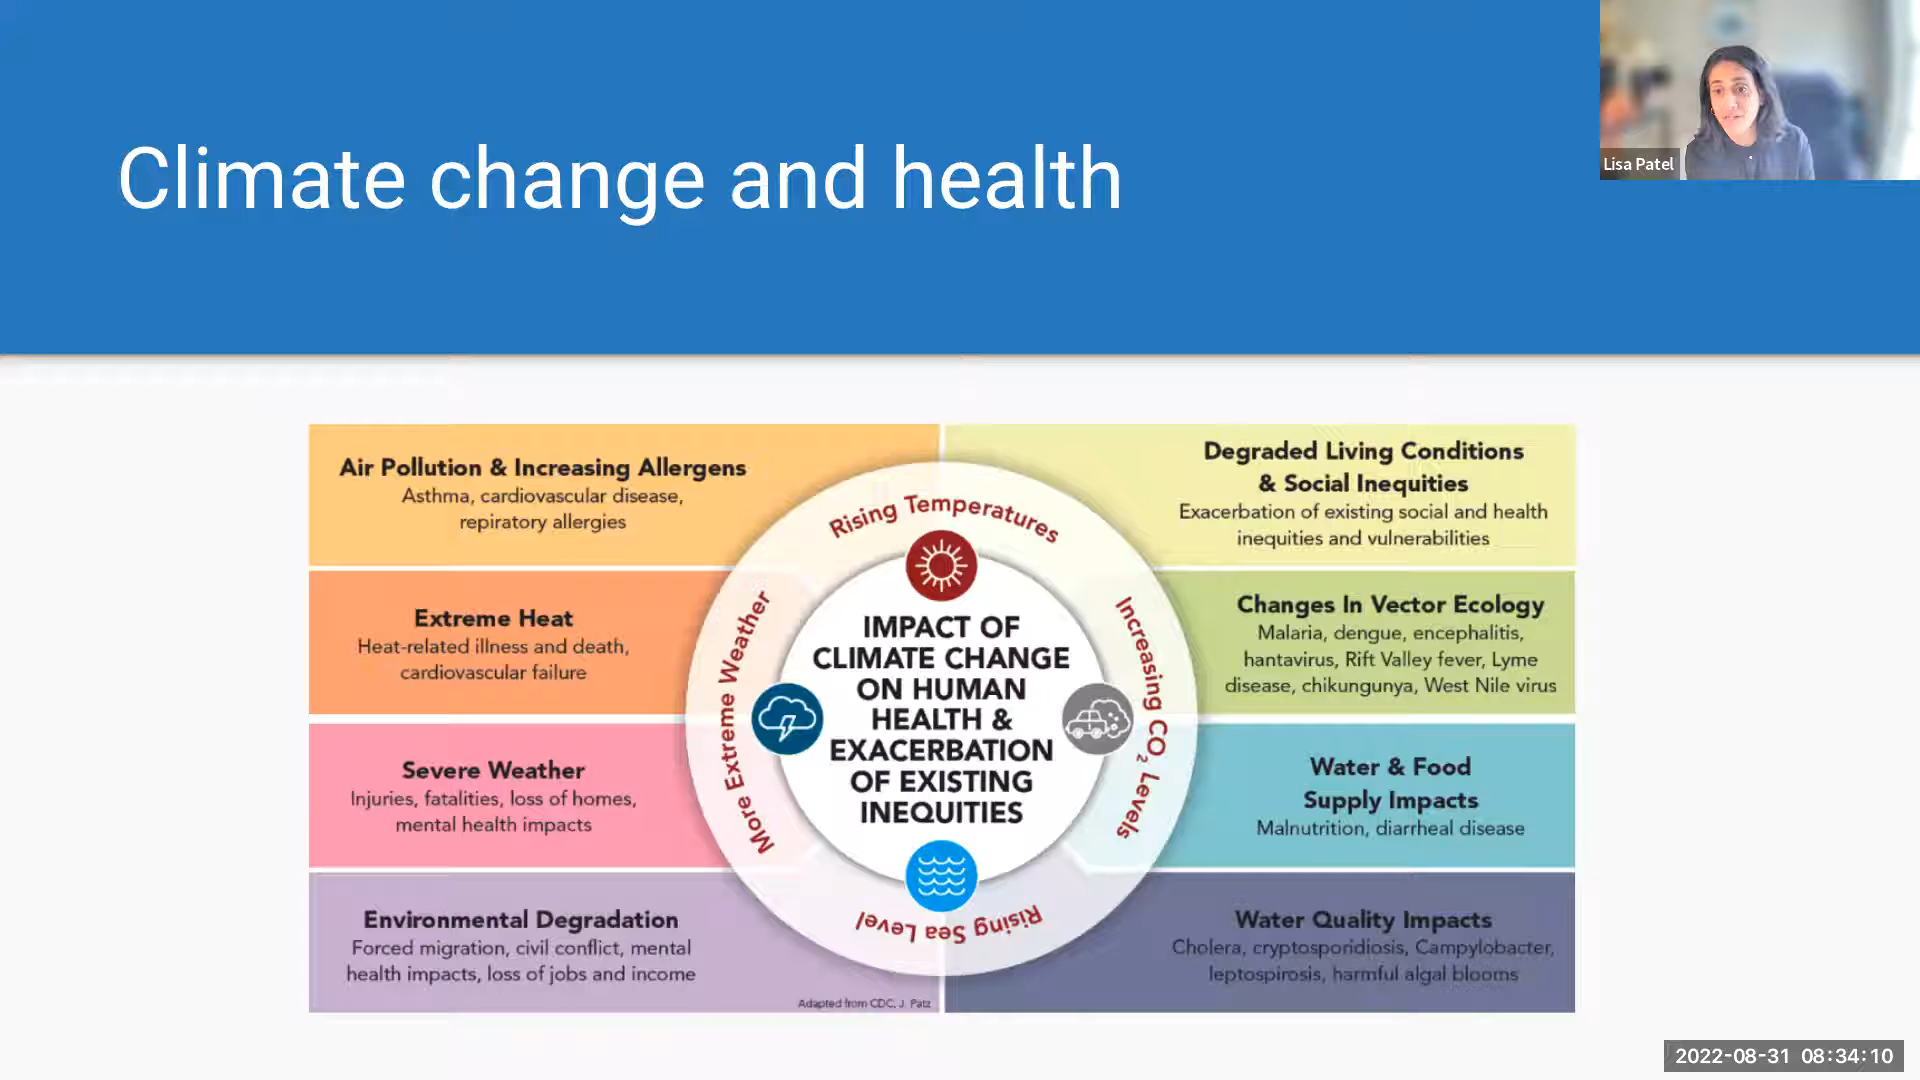 Climate change and health
Lisa Patel
Air Pollution & Increasing Allergens
Asthma, cardiovascular disease,
repiratory allergies
Extreme Heat
Heat-related illness and death,
cardiovascular failure
Severe Weather
Injuries, fatalities, loss of homes,
mental health impacts
Environmental Degradation
Forced migration, civil conflict, mental
health impacts, loss of jobs and income
Adapted from CDC, J. Patz
Rising Temperatures
More Extreme Weather
IMPACT OF
CLIMATE CHANGE
ON HUMAN
HEALTH &
EXACERBATION
OF EXISTING
INEQUITIES
Increasing CO₂ Levels
Rising Sea Level
Degraded Living Conditions
& Social Inequities
Exacerbation of existing social and health
inequities and vulnerabilities
Changes In Vector Ecology
Malaria, dengue, encephalitis,
hantavirus, Rift Valley fever, Lyme
disease, chikungunya, West Nile virus
Water & Food
Supply Impacts
Malnutrition, diarrheal disease
Water Quality Impacts
Cholera, cryptosporidiosis, Campylobacter,
leptospirosis, harmful algal blooms
2022-08-31 08:34:10